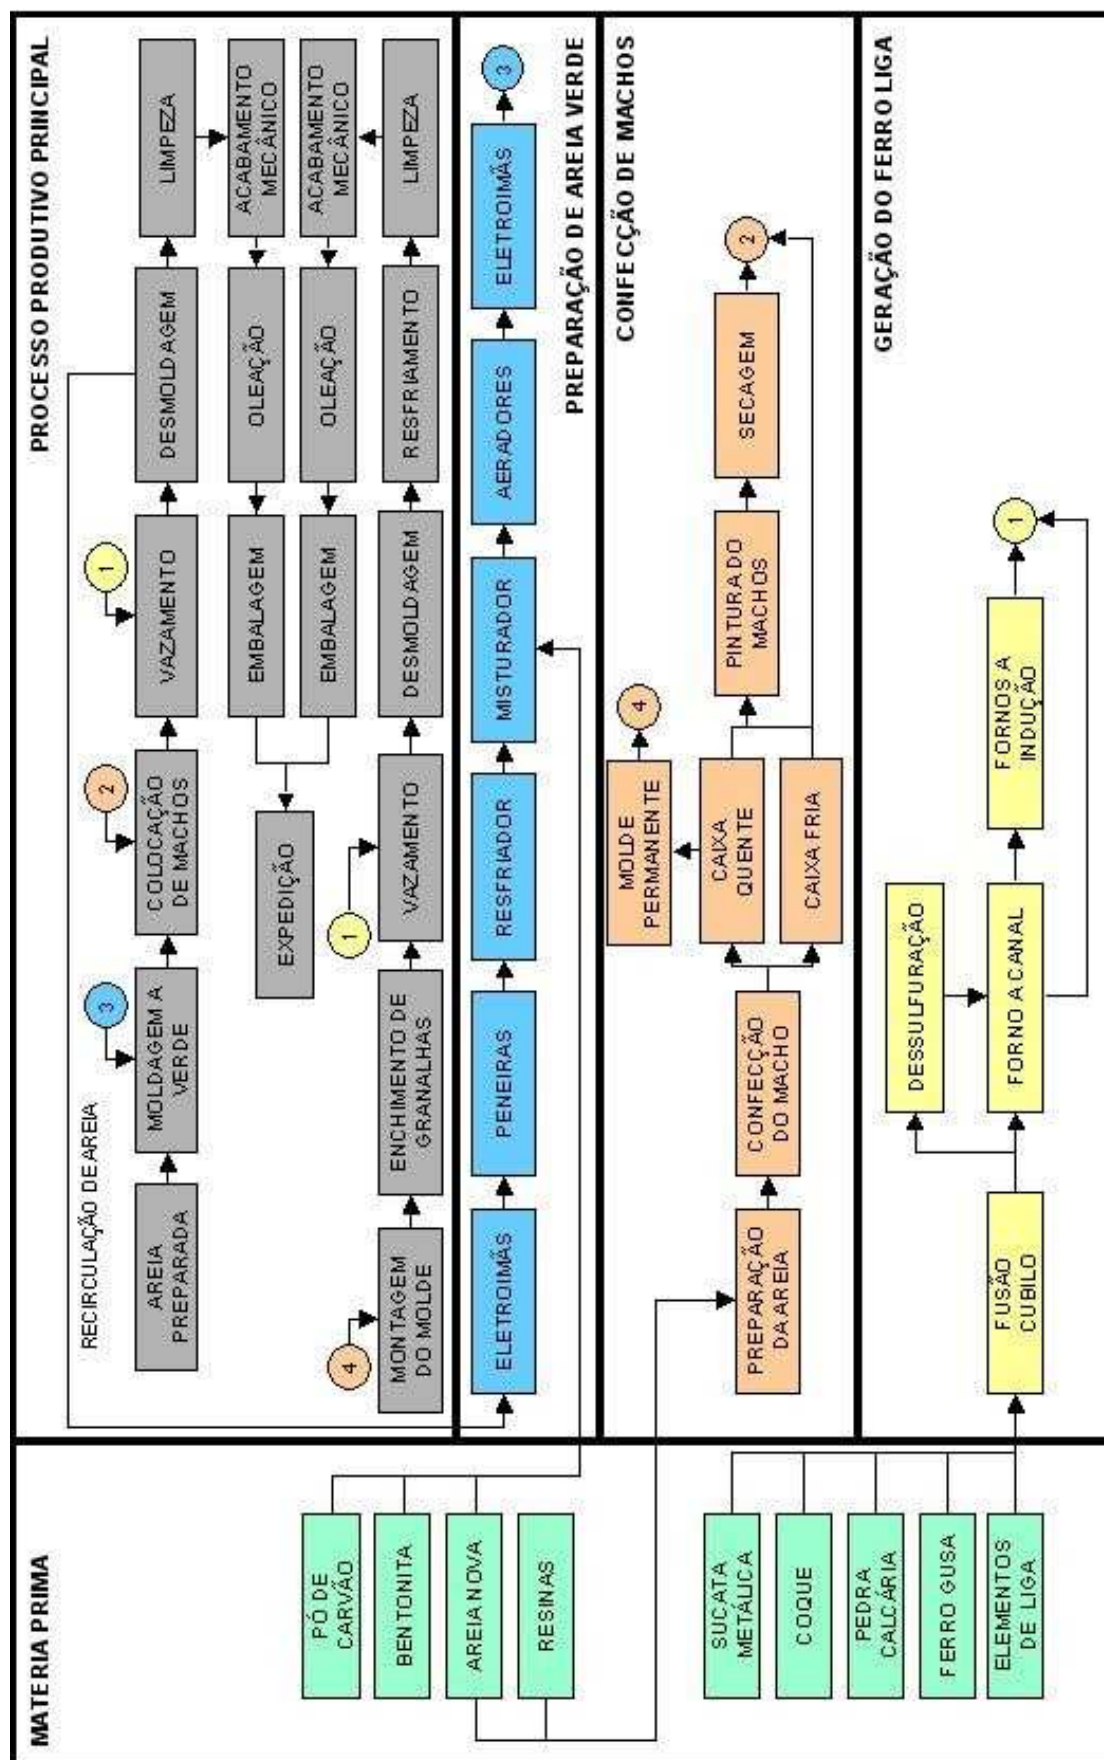 MATERIA PRIMA
PÓ DE
CARVÃO
BENTONITA
AREIA NOVA
RESINAS
SUCATA
METÁLICA
COQUE
PEDRA
CALCÁRIA
FERRO GUSA
ELEMENTOS
DE LIGA
PROCESSO PRODUTIVO PRINCIPAL
RECIRCULAÇÃO DE AREIA
3
2
1
AREIA
PREPARADA
MOLDAGEM A
VERDE
COLOCAÇÃO
DE MACHOS
VAZAMENTO
DESMOLDAGEM
LIMPEZA
EXPEDIÇÃO
EMBALAGEM
OLEAÇÃO
ACABAMENTO
MECÂNICO
EMBALAGEM
OLEAÇÃO
ACABAMENTO
MECÂNICO
4
1
MONTAGEM
DO MOLDE
ENCHIMENTO DE
GRANALHAS
VAZAMENTO
DESMOLDAGEM
RESFRIAMENTO
LIMPEZA
ELETROIMÃS
PENEIRAS
RESFRIADOR
MISTURADOR
AERADORES
ELETROIMÃS
3
PREPARAÇÃO DE AREIA VERDE
CONFECÇÃO DE MACHOS
MOLDE
PERMANENTE
4
PREPARAÇÃO
DA AREIA
CONFECÇÃO
DO MACHO
CAIXA
QUENTE
CAIXA FRIA
PINTURA DO
MACHOS
SECAGEM
2
GERAÇÃO DO FERRO LIGA
DESSULFURAÇÃO
FUSÃO
CUBILO
FORNO A CANAL
FORNOS A
INDUÇÃO
1